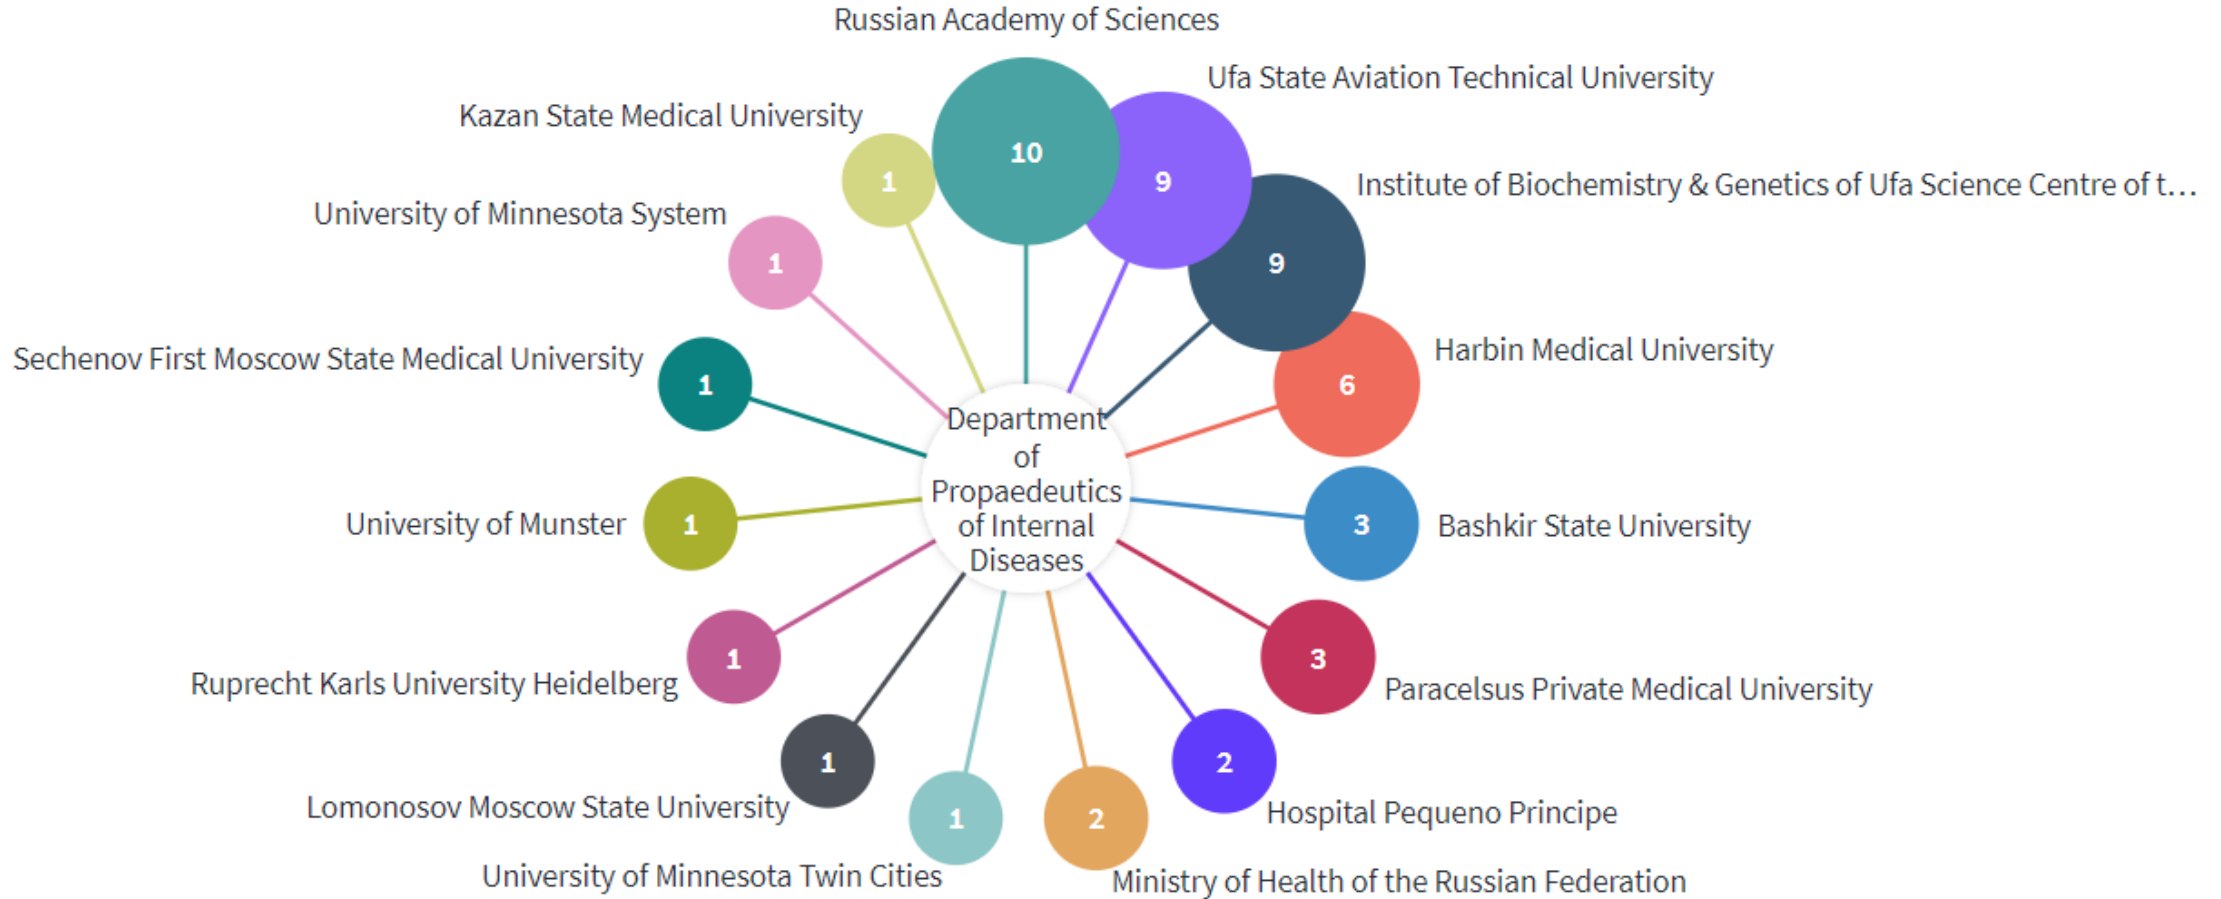 Russian Academy of Sciences
10
Ufa State Aviation Technical University
9
Institute of Biochemistry & Genetics of Ufa Science Centre of t...
9
Harbin Medical University
6
Bashkir State University
3
Paracelsus Private Medical University
3
Hospital Pequeno Principe
2
Ministry of Health of the Russian Federation
2
University of Minnesota Twin Cities
1
Lomonosov Moscow State University
1
Ruprecht Karls University Heidelberg
1
University of Munster
1
Sechenov First Moscow State Medical University
1
University of Minnesota System
1
Kazan State Medical University
1
Department
of
Propaedeutics
of Internal
Diseases